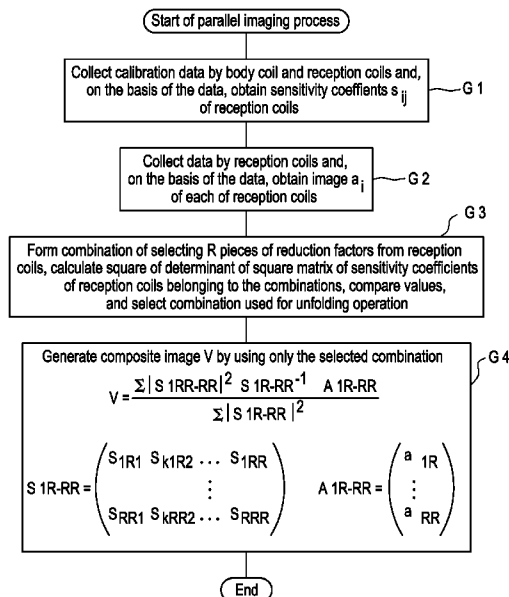 Start of parallel imaging process
Collect calibration data by body coil and reception coils and,
on the basis of the data, obtain sensitivity coeffients s ij
of reception coils
G 1
Collect data by reception coils and,
on the basis of the data, obtain image a i
of each of reception coils
G 2
G 3
Form combination of selecting R pieces of reduction factors from reception
coils, calculate square of determinant of square matrix of sensitivity coefficients
of reception coils belonging to the combinations, compare values,
and select combination used for unfolding operation
Generate composite image V by using only the selected combination
G 4
V = Σ | S 1RR-RR|² S 1R-RR⁻¹ A 1R-RR
Σ | S 1R-RR |²
S 1R-RR = ( S1R1 Sk1R2 ... S1RR
⋮
SRR1 SkRR2 ... SRRR )
A 1R-RR = ( a 1R
⋮
a RR )
End